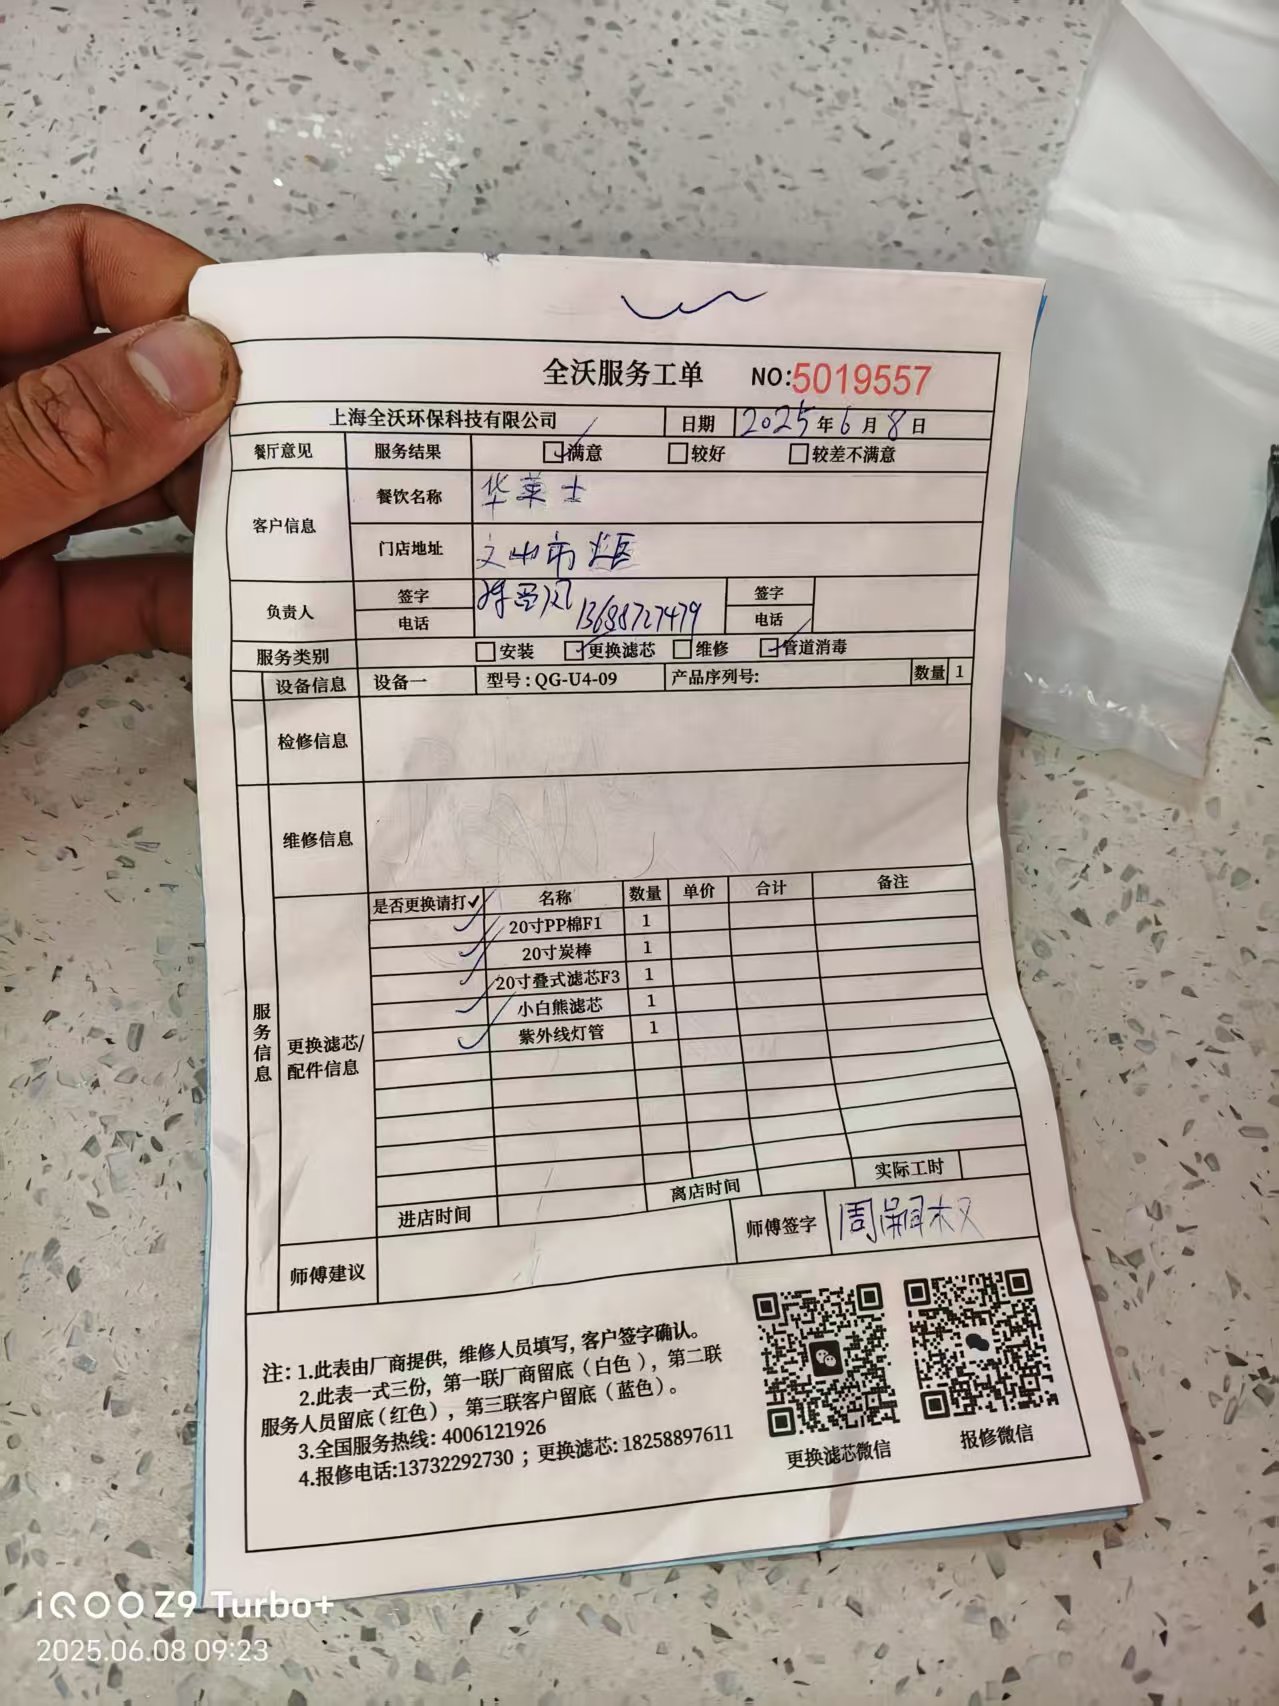 全沃服务工单 NO:5019557
上海全沃环保科技有限公司 日期 2025年6月8日
餐厅意见 服务结果 满意 较好 较差不满意
客户信息 餐饮名称 华莱士
门店地址 文山市
负责人 签字 签字
电话 13688727479 电话
服务类别 安装 更换滤芯 维修 管道消毒
设备信息 设备一 型号:QG-U4-09 产品序列号: 数量 1
检修信息
维修信息
服务信息
更换滤芯/
配件信息
是否更换请打✓ 名称 数量 单价 合计 备注
✓ 20寸PP棉F1 1
✓ 20寸炭棒 1
✓ 20寸叠式滤芯F3 1
✓ 小白熊滤芯 1
✓ 紫外线灯管 1
进店时间 离店时间 实际工时
师傅建议 师傅签字 周
注:1.此表由厂商提供，维修人员填写，客户签字确认。
2.此表一式三份，第一联厂商留底（白色），第二联
服务人员留底（红色），第三联客户留底（蓝色）。
3.全国服务热线: 4006121926
4.报修电话:13732292730；更换滤芯: 18258897611
更换滤芯微信 报修微信
iQOO Z9 Turbo+
2025.06.08 09:23